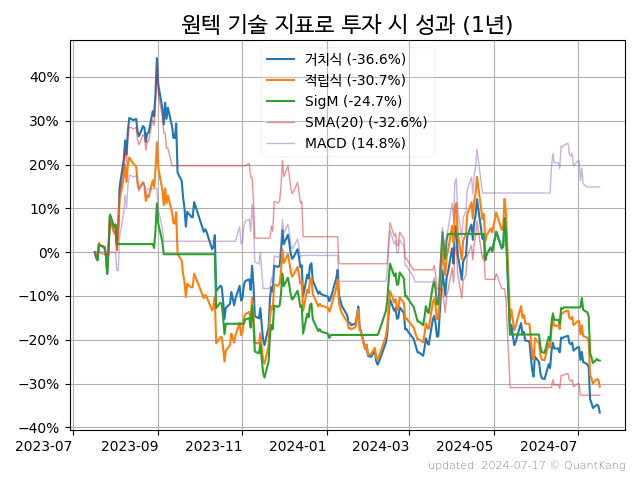 원텍 기술 지표로 투자 시 성과 (1년)
거치식 (-36.6%)
적립식 (-30.7%)
SigM (-24.7%)
SMA(20) (-32.6%)
MACD (14.8%)
40%
30%
20%
10%
0%
−10%
−20%
−30%
−40%
2023-07 2023-09 2023-11 2024-01 2024-03 2024-05 2024-07
updated: 2024-07-17 © QuantKang